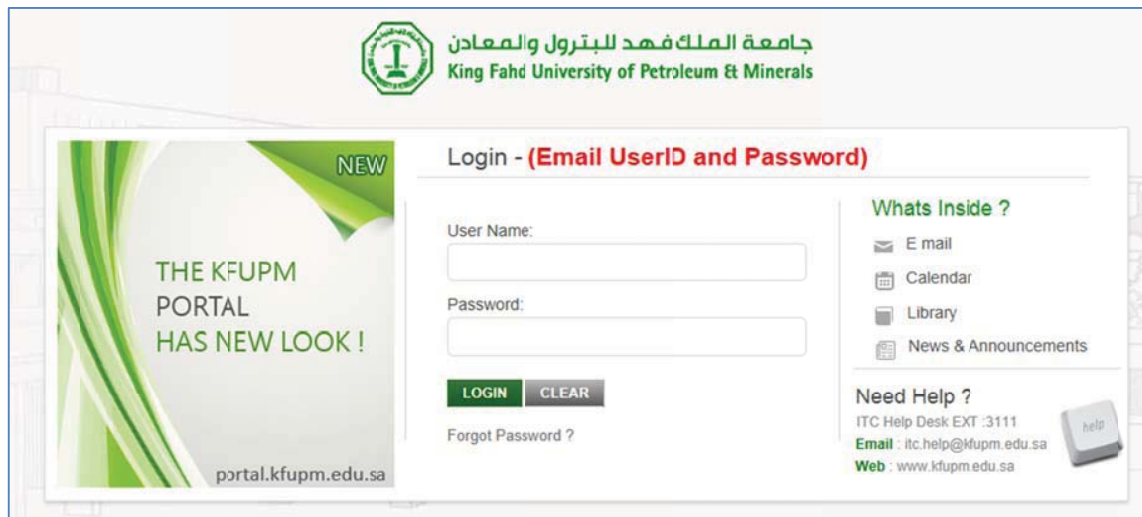 جامعة الملك فهد للبترول والمعادن
King Fahd University of Petroleum & Minerals
NEW
THE KFUPM
PORTAL
HAS NEW LOOK !
portal.kfupm.edu.sa
Login - (Email UserID and Password)
User Name:
Password:
LOGIN CLEAR
Forgot Password ?
Whats Inside ?
E mail
Calendar
Library
News & Announcements
Need Help ?
ITC Help Desk EXT :3111
Email : itc.help@kfupm.edu.sa
Web : www.kfupm.edu.sa
help